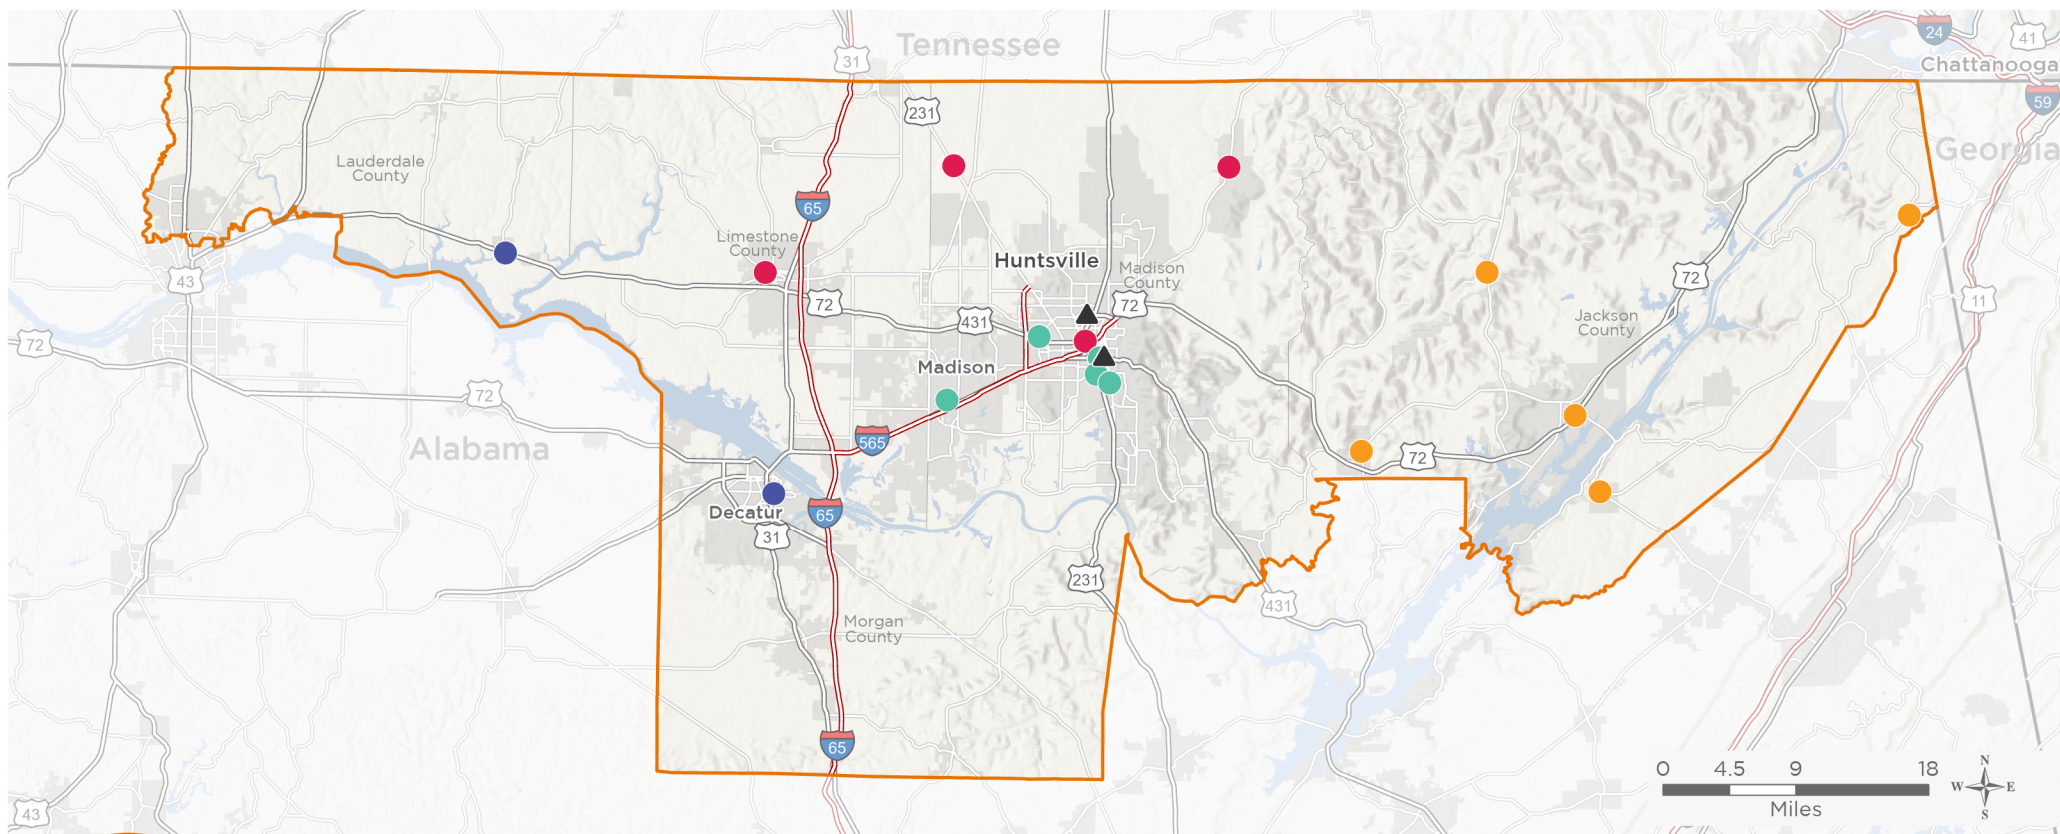 Tennessee
24
41
31
Chattanooga
59
231
Georgia
Lauderdale
County
65
Limestone
County
Huntsville
Madison
County
43
72
72
72
11
431
Jackson
County
72
Madison
72
Alabama
565
72
Decatur
65
31
231
431
Morgan
County
65
0 4.5 9 18
Miles
N
W E
S
43